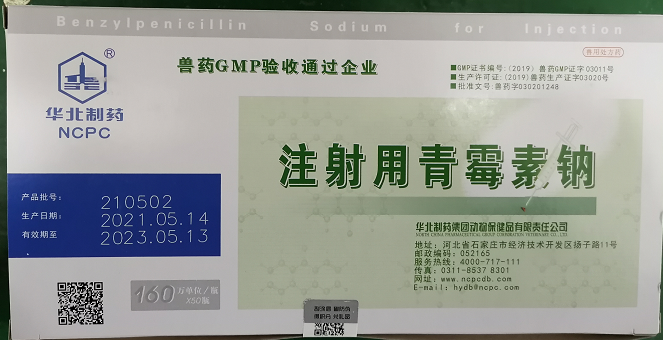 Benzylpenicillin Sodium for Injection
兽用处方药
兽药GMP验收通过企业
GMP证书编号:(2019)兽药GMP证字03011号
生产许可证:(2019)兽药生产证字03020号
批准文号:兽药字030201248
华北制药
NCPC
®
注射用青霉素钠
产品批号: 210502
生产日期: 2021.05.14
有效期至 2023.05.13
华北制药集团动物保健品有限责任公司
NORTH CHINA PHARMACEUTICAL GROUP CORPORATION VETERINARY CO., LTD
地址:河北省石家庄市经济技术开发区扬子路11号
邮政编码:052165
服务热线:4000-717-111
传真:0311-8537 8301
网址:www.ncpcdb.com
E-mail:hydb@ncpc.com
160万单位/瓶
X50瓶